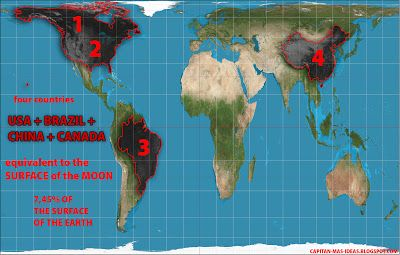 1
2
3
4
four countries
USA + BRAZIL +
CHINA + CANADA
equivalent to the
SURFACE of the MOON
7,45% OF
THE SURFACE
OF THE EARTH
CAPITAN-MAS-IDEAS.BLOGSPOT.COM